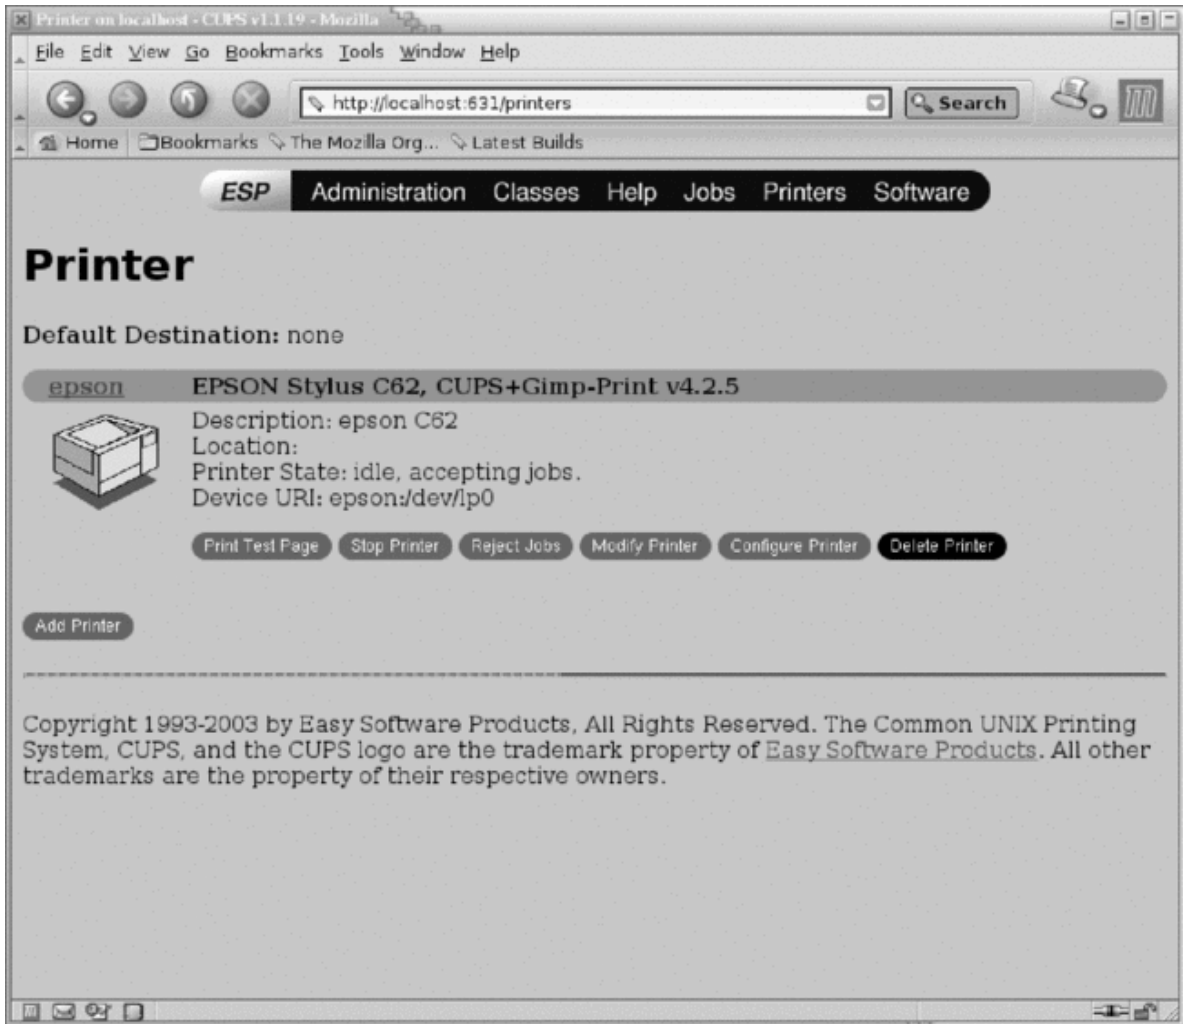 Printer on localhost - CUPS v1.1.19 - Mozilla
File Edit View Go Bookmarks Tools Window Help
http://localhost:631/printers Search
Home Bookmarks The Mozilla Org... Latest Builds
ESP Administration Classes Help Jobs Printers Software
Printer
Default Destination: none
epson EPSON Stylus C62, CUPS+Gimp-Print v4.2.5
Description: epson C62
Location:
Printer State: idle, accepting jobs.
Device URI: epson:/dev/lp0
Print Test Page Stop Printer Reject Jobs Modify Printer Configure Printer Delete Printer
Add Printer
Copyright 1993-2003 by Easy Software Products, All Rights Reserved. The Common UNIX Printing
System, CUPS, and the CUPS logo are the trademark property of Easy Software Products. All other
trademarks are the property of their respective owners.